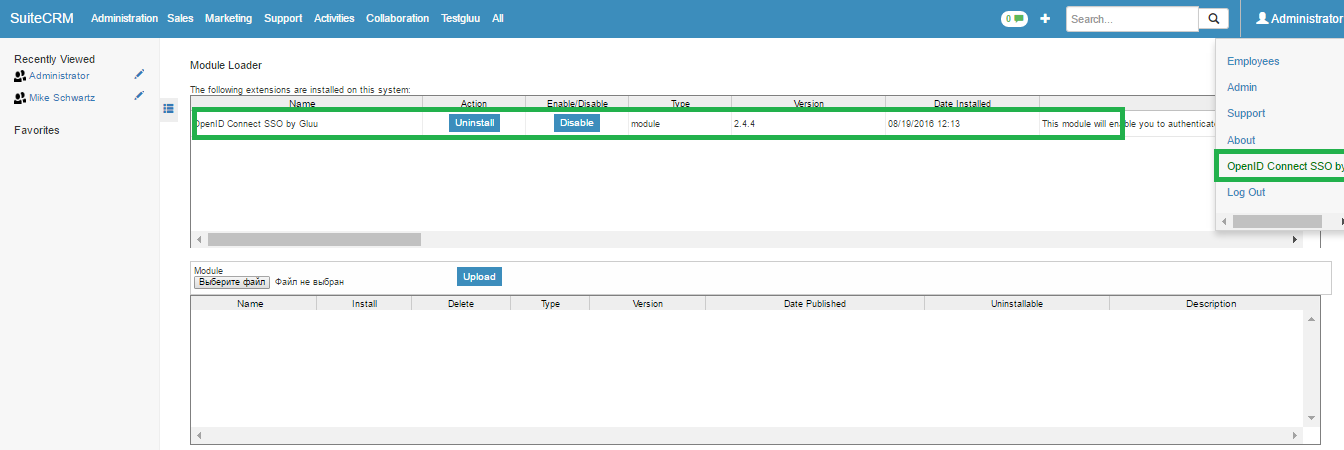 SuiteCRM Administration Sales Marketing Support Activities Collaboration Testgluu All 0 Search... Administrator
Recently Viewed
Administrator
Mike Schwartz
Favorites
Module Loader
The following extensions are installed on this system:
Name Action Enable/Disable Type Version Date Installed
OpenID Connect SSO by Gluu Uninstall Disable module 2.4.4 08/19/2016 12:13 This module will enable you to authenticate
Employees
Admin
Support
About
OpenID Connect SSO by
Log Out
Module
Выберите файл Файл не выбран Upload
Name Install Delete Type Version Date Published Uninstallable Description